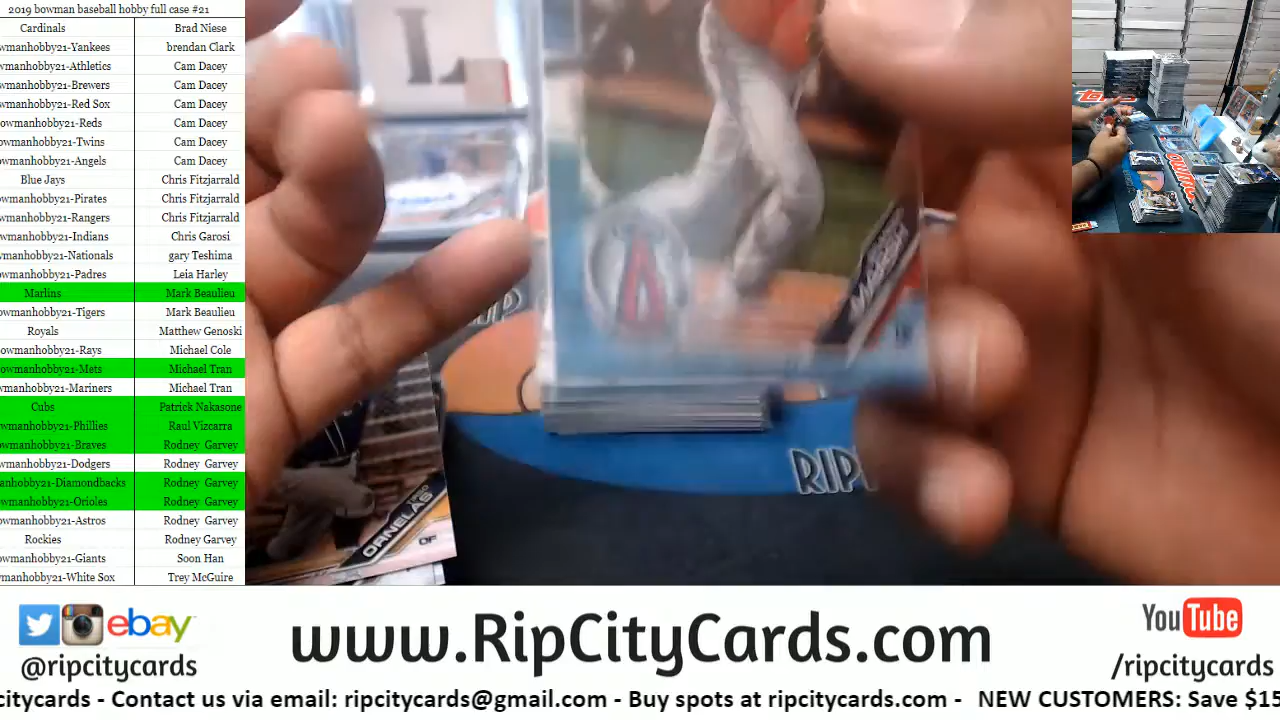 2019 bowman baseball hobby full case #21
Cardinals Brad Niese
wmanhobby21-Yankees brendan Clark
owmanhobby21-Athletics Cam Dacey
owmanhobby21-Brewers Cam Dacey
owmanhobby21-Red Sox Cam Dacey
owmanhobby21-Reds Cam Dacey
owmanhobby21-Twins Cam Dacey
owmanhobby21-Angels Cam Dacey
Blue Jays Chris Fitzjarrald
owmanhobby21-Pirates Chris Fitzjarrald
owmanhobby21-Rangers Chris Fitzjarrald
owmanhobby21-Indians Chris Garosi
owmanhobby21-Nationals gary Teshima
owmanhobby21-Padres Leia Harley
Marlins Mark Beaulieu
owmanhobby21-Tigers Mark Beaulieu
Royals Matthew Genoski
owmanhobby21-Rays Michael Cole
owmanhobby21-Mets Michael Tran
owmanhobby21-Mariners Michael Tran
Cubs Patrick Nakasone
owmanhobby21-Phillies Raul Vizcarra
owmanhobby21-Braves Rodney Garvey
owmanhobby21-Dodgers Rodney Garvey
anhobby21-Diamondbacks Rodney Garvey
owmanhobby21-Orioles Rodney Garvey
owmanhobby21-Astros Rodney Garvey
Rockies Rodney Garvey
owmanhobby21-Giants Soon Han
wmanhobby21-White Sox Trey McGuire
RIP
RIP
ORNELAS
OF
ebay
@ripcitycards
www.RipCityCards.com
YouTube
/ripcitycards
citycards - Contact us via email: ripcitycards@gmail.com - Buy spots at ripcitycards.com - NEW CUSTOMERS: Save $15